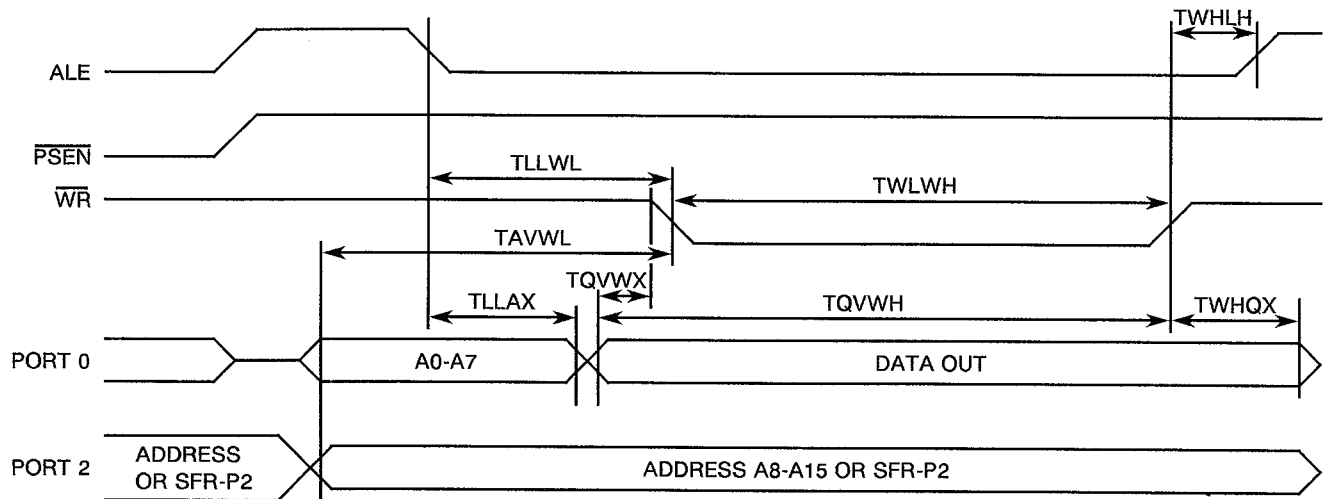 TWHLH
ALE
PSEN
TLLWL
TWLWH
WR
TAVWL
TQVWX
TLLAX
TQVWH
TWHQX
PORT 0
A0-A7
DATA OUT
PORT 2
ADDRESS
OR SFR-P2
ADDRESS A8-A15 OR SFR-P2